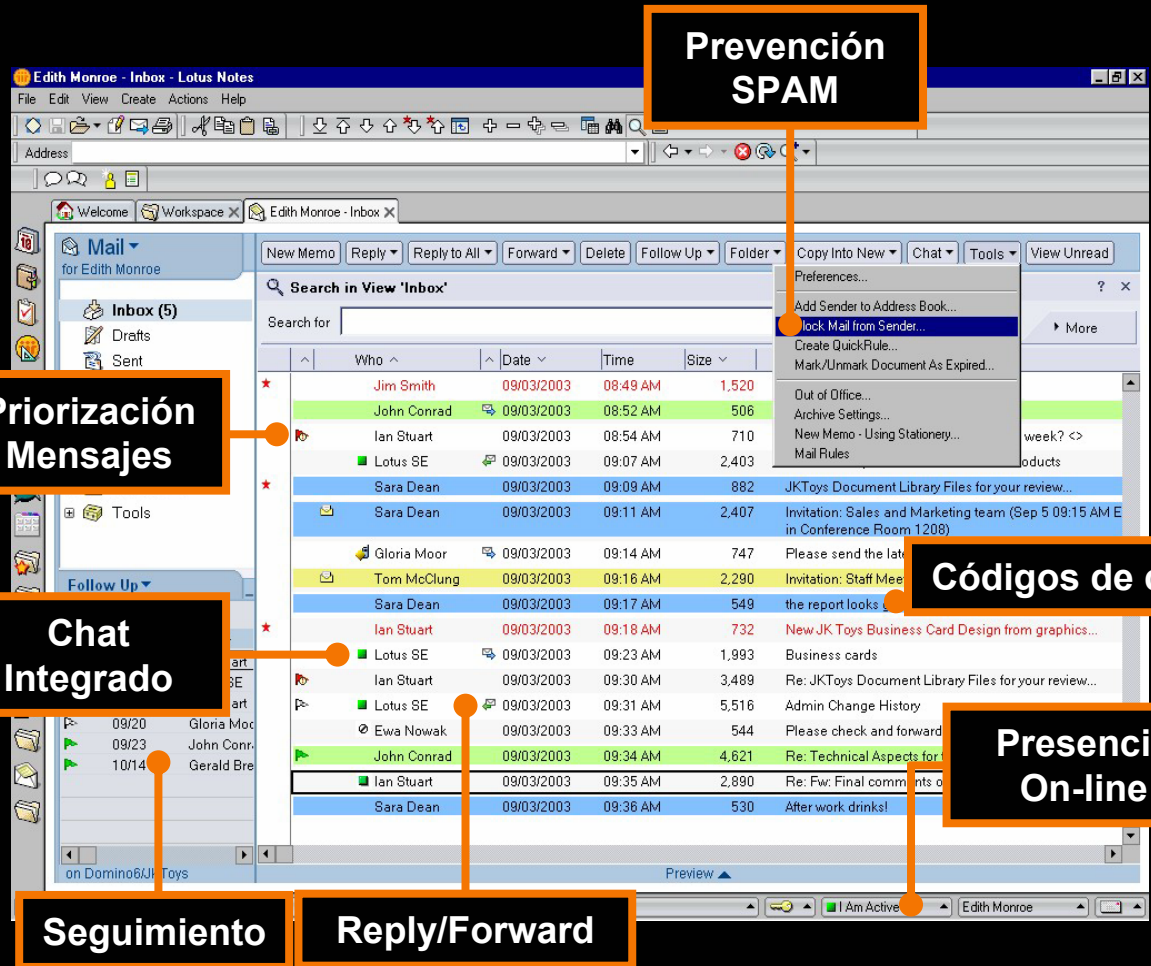 Prevención
SPAM
Edith Monroe - Inbox - Lotus Notes
File Edit View Create Actions Help
Address
Welcome Workspace Edith Monroe - Inbox
Mail
for Edith Monroe
New Memo Reply Reply to All Forward Delete Follow Up Folder Copy Into New Chat Tools View Unread
Preferences...
Search in View 'Inbox' ? ×
Inbox (5)
Add Sender to Address Book...
Search for
lock Mail from Sender... More
Drafts
Create QuickRule...
Sent
Mark/Unmark Document As Expired...
Who Date Time Size
Out of Office...
Archive Settings...
New Memo - Using Stationery...
Mail Rules
Jim Smith 09/03/2003 08:49 AM 1,520
John Conrad 09/03/2003 08:52 AM 506
Priorización
Mensajes
Ian Stuart 09/03/2003 08:54 AM 710 week? <>
Lotus SE 09/03/2003 09:07 AM 2,403 oducts
Sara Dean 09/03/2003 09:09 AM 882 JKToys Document Library Files for your review...
Tools
Sara Dean 09/03/2003 09:11 AM 2,407 Invitation: Sales and Marketing team (Sep 5 09:15 AM E
in Conference Room 1208)
Gloria Moor 09/03/2003 09:14 AM 747 Please send the late
Follow Up
Tom McClung 09/03/2003 09:16 AM 2,290 Invitation: Staff Mee
Códigos de c
Sara Dean 09/03/2003 09:17 AM 549 the report looks
Chat
Integrado
Ian Stuart 09/03/2003 09:18 AM 732 New JK Toys Business Card Design from graphics...
art
Lotus SE 09/03/2003 09:23 AM 1,993 Business cards
SE
Ian Stuart 09/03/2003 09:30 AM 3,489 Re: JKToys Document Library Files for your review...
art
Lotus SE 09/03/2003 09:31 AM 5,516 Admin Change History
09/20 Gloria Moo
Ewa Nowak 09/03/2003 09:33 AM 544 Please check and forward
09/23 John Conr
John Conrad 09/03/2003 09:34 AM 4,621 Re: Technical Aspects for
10/14 Gerald Bre
Presenci
On-line
Ian Stuart 09/03/2003 09:35 AM 2,890 Re: Fw: Final comments o
Sara Dean 09/03/2003 09:36 AM 530 After work drinks!
on Domino6/JKToys
Preview
I Am Active Edith Monroe
Seguimiento
Reply/Forward